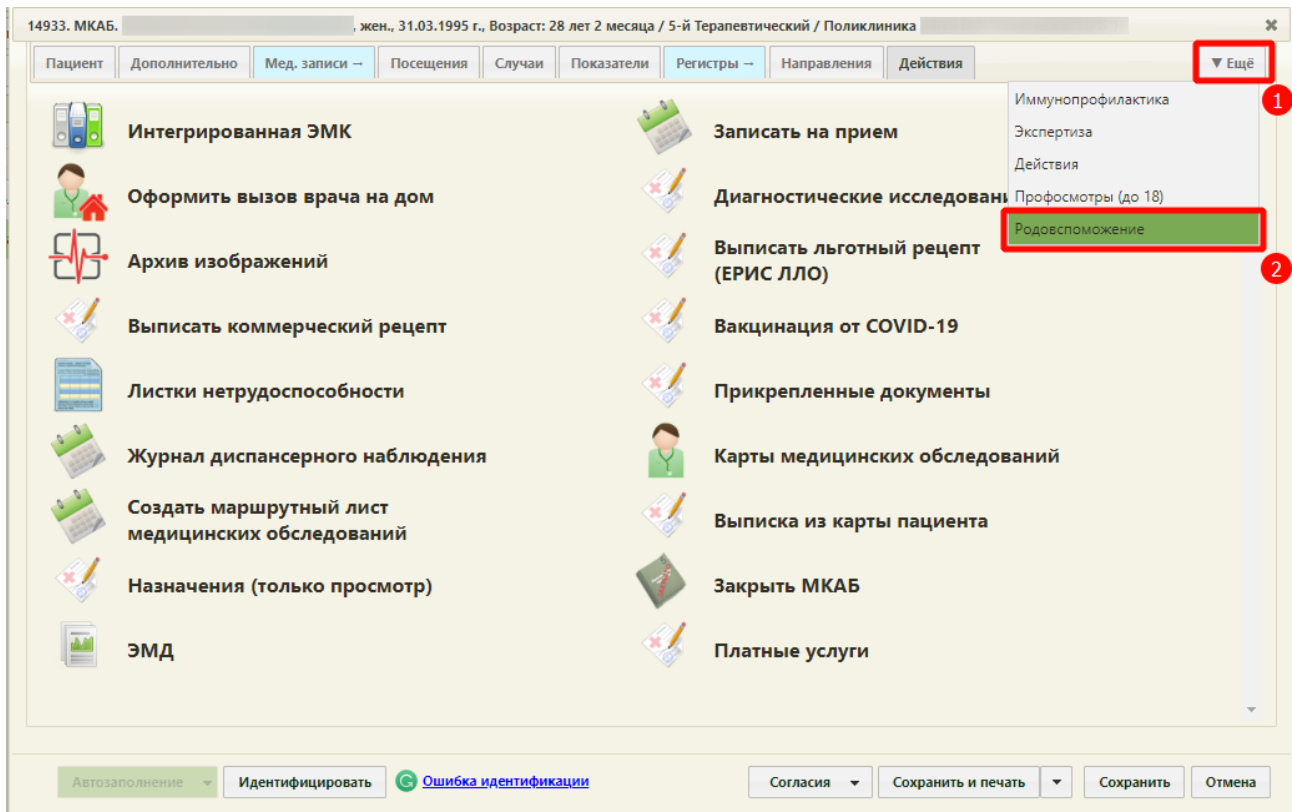 14933. МКАБ. , жен., 31.03.1995 г., Возраст: 28 лет 2 месяца / 5-й Терапевтический / Поликлиника
Пациент Дополнительно Мед. записи → Посещения Случаи Показатели Регистры → Направления Действия ▼ Ещё
1
Иммунопрофилактика
Экспертиза
Действия
Профосмотры (до 18)
Родовспоможение
2
Интегрированная ЭМК
Записать на прием
Оформить вызов врача на дом
Диагностические исследовани
Архив изображений
Выписать льготный рецепт
(ЕРИС ЛЛО)
Выписать коммерческий рецепт
Вакцинация от COVID-19
Листки нетрудоспособности
Прикрепленные документы
Журнал диспансерного наблюдения
Карты медицинских обследований
Создать маршрутный лист
медицинских обследований
Выписка из карты пациента
Назначения (только просмотр)
Закрыть МКАБ
ЭМД
Платные услуги
Автозаполнение Идентифицировать G Ошибка идентификации Согласия Сохранить и печать Сохранить Отмена